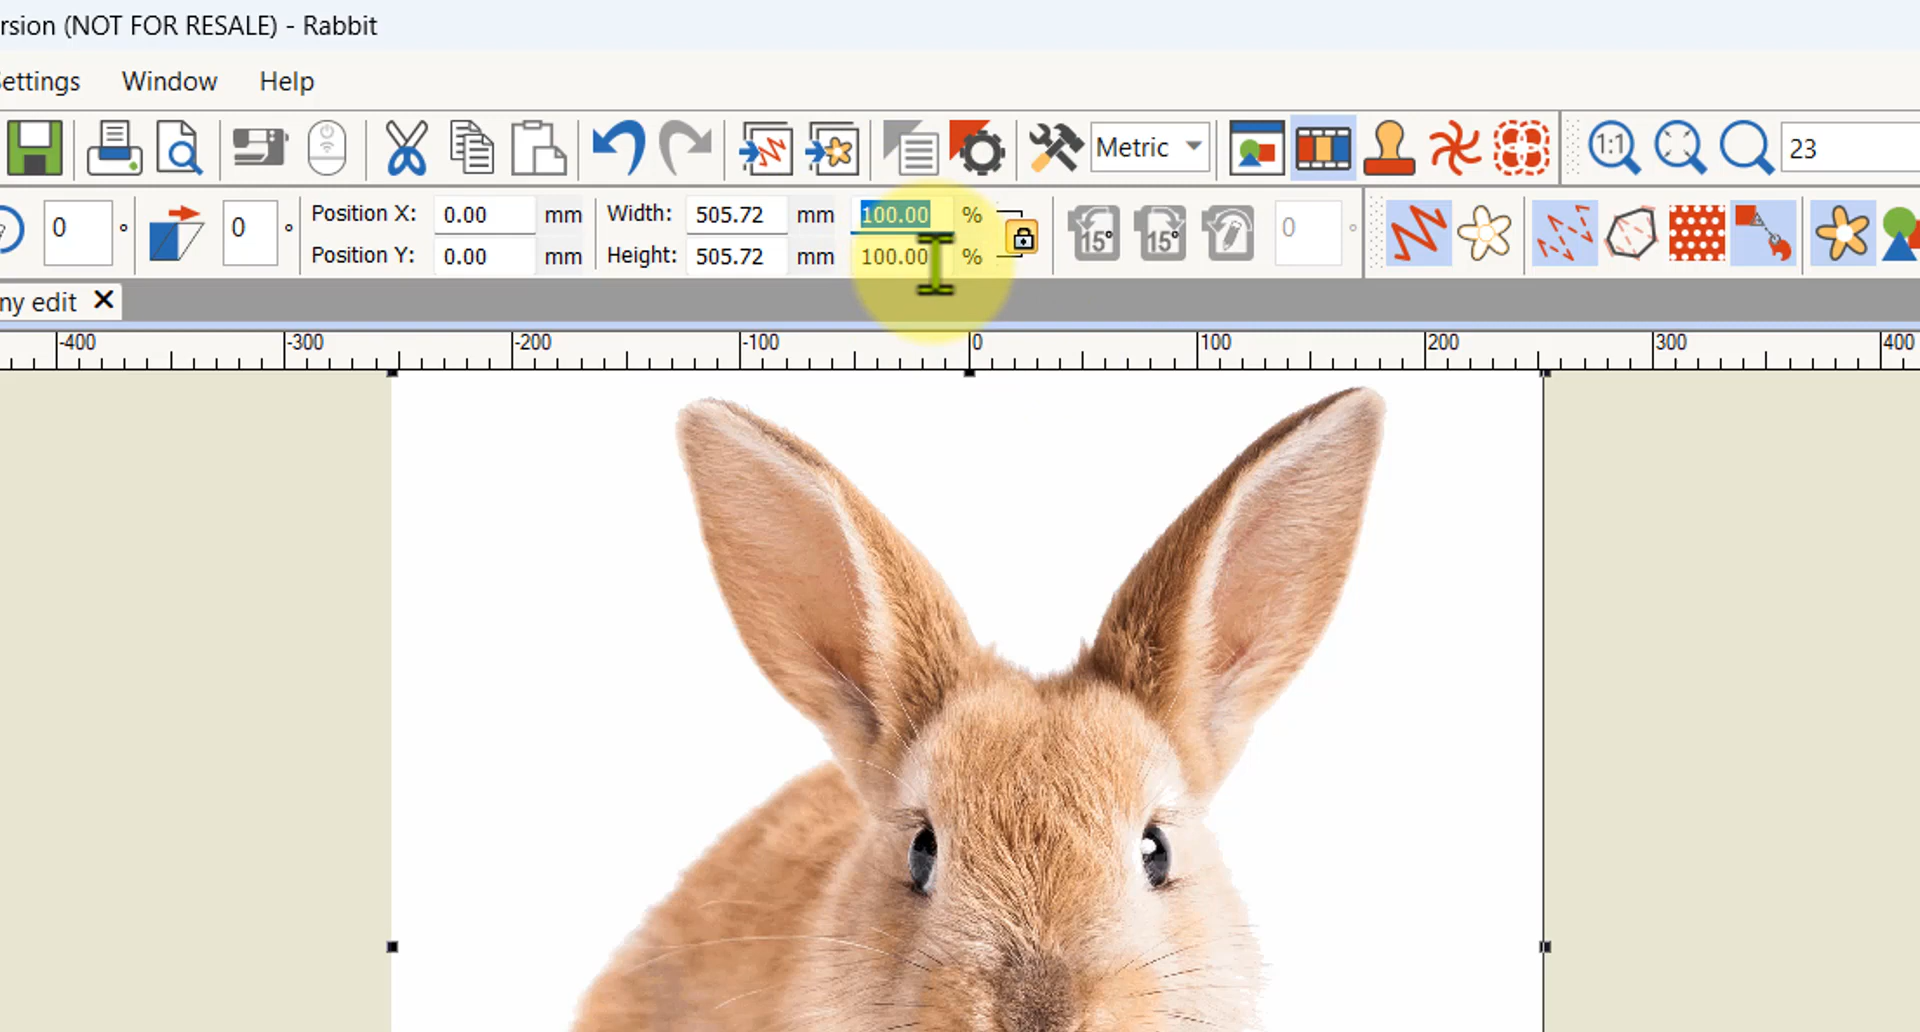 rsion (NOT FOR RESALE) - Rabbit
ettings Window Help
Metric 1:1 23
0 ° 0 ° Position X: 0.00 mm Width: 505.72 mm 100.00 % 15° 15° 0 °
Position Y: 0.00 mm Height: 505.72 mm 100.00 %
ny edit
-400 -300 -200 -100 0 100 200 300 400